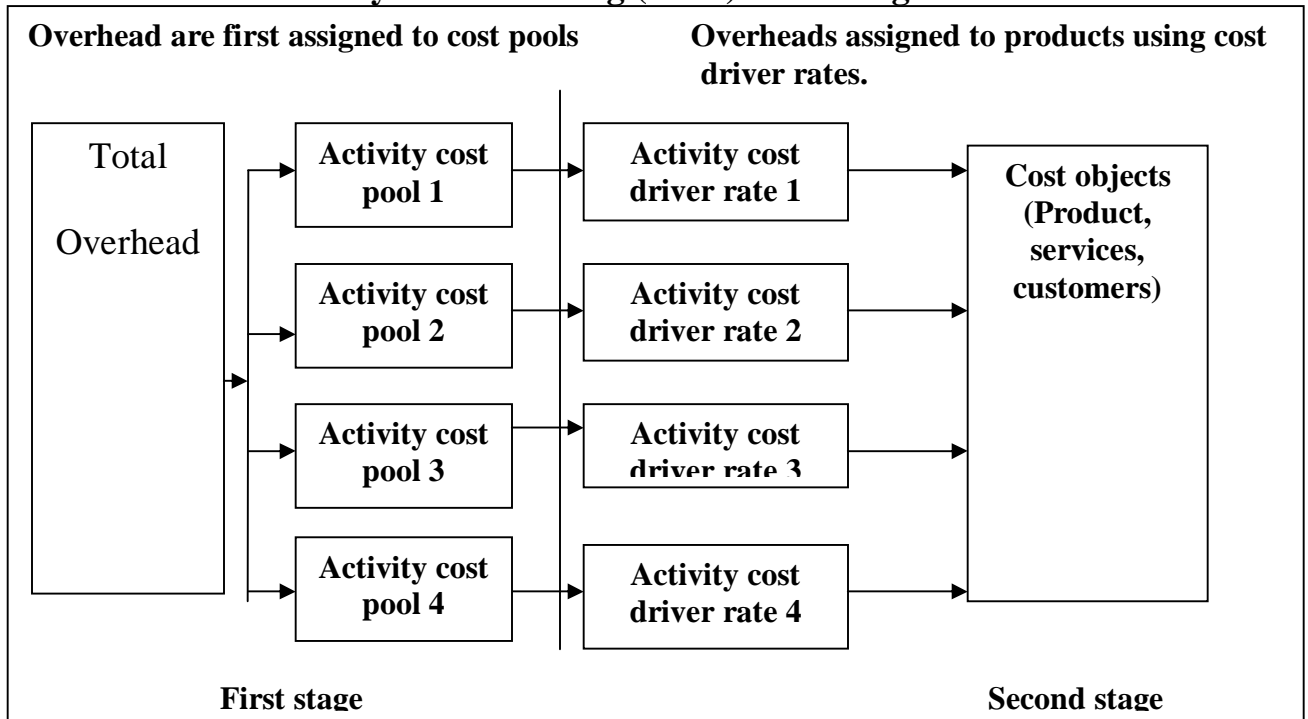 Overhead are first assigned to cost pools
Overheads assigned to products using cost
driver rates.
Total
Overhead
Activity cost
pool 1
Activity cost
driver rate 1
Cost objects
(Product,
services,
customers)
Activity cost
pool 2
Activity cost
driver rate 2
Activity cost
pool 3
Activity cost
driver rate 3
Activity cost
pool 4
Activity cost
driver rate 4
First stage
Second stage